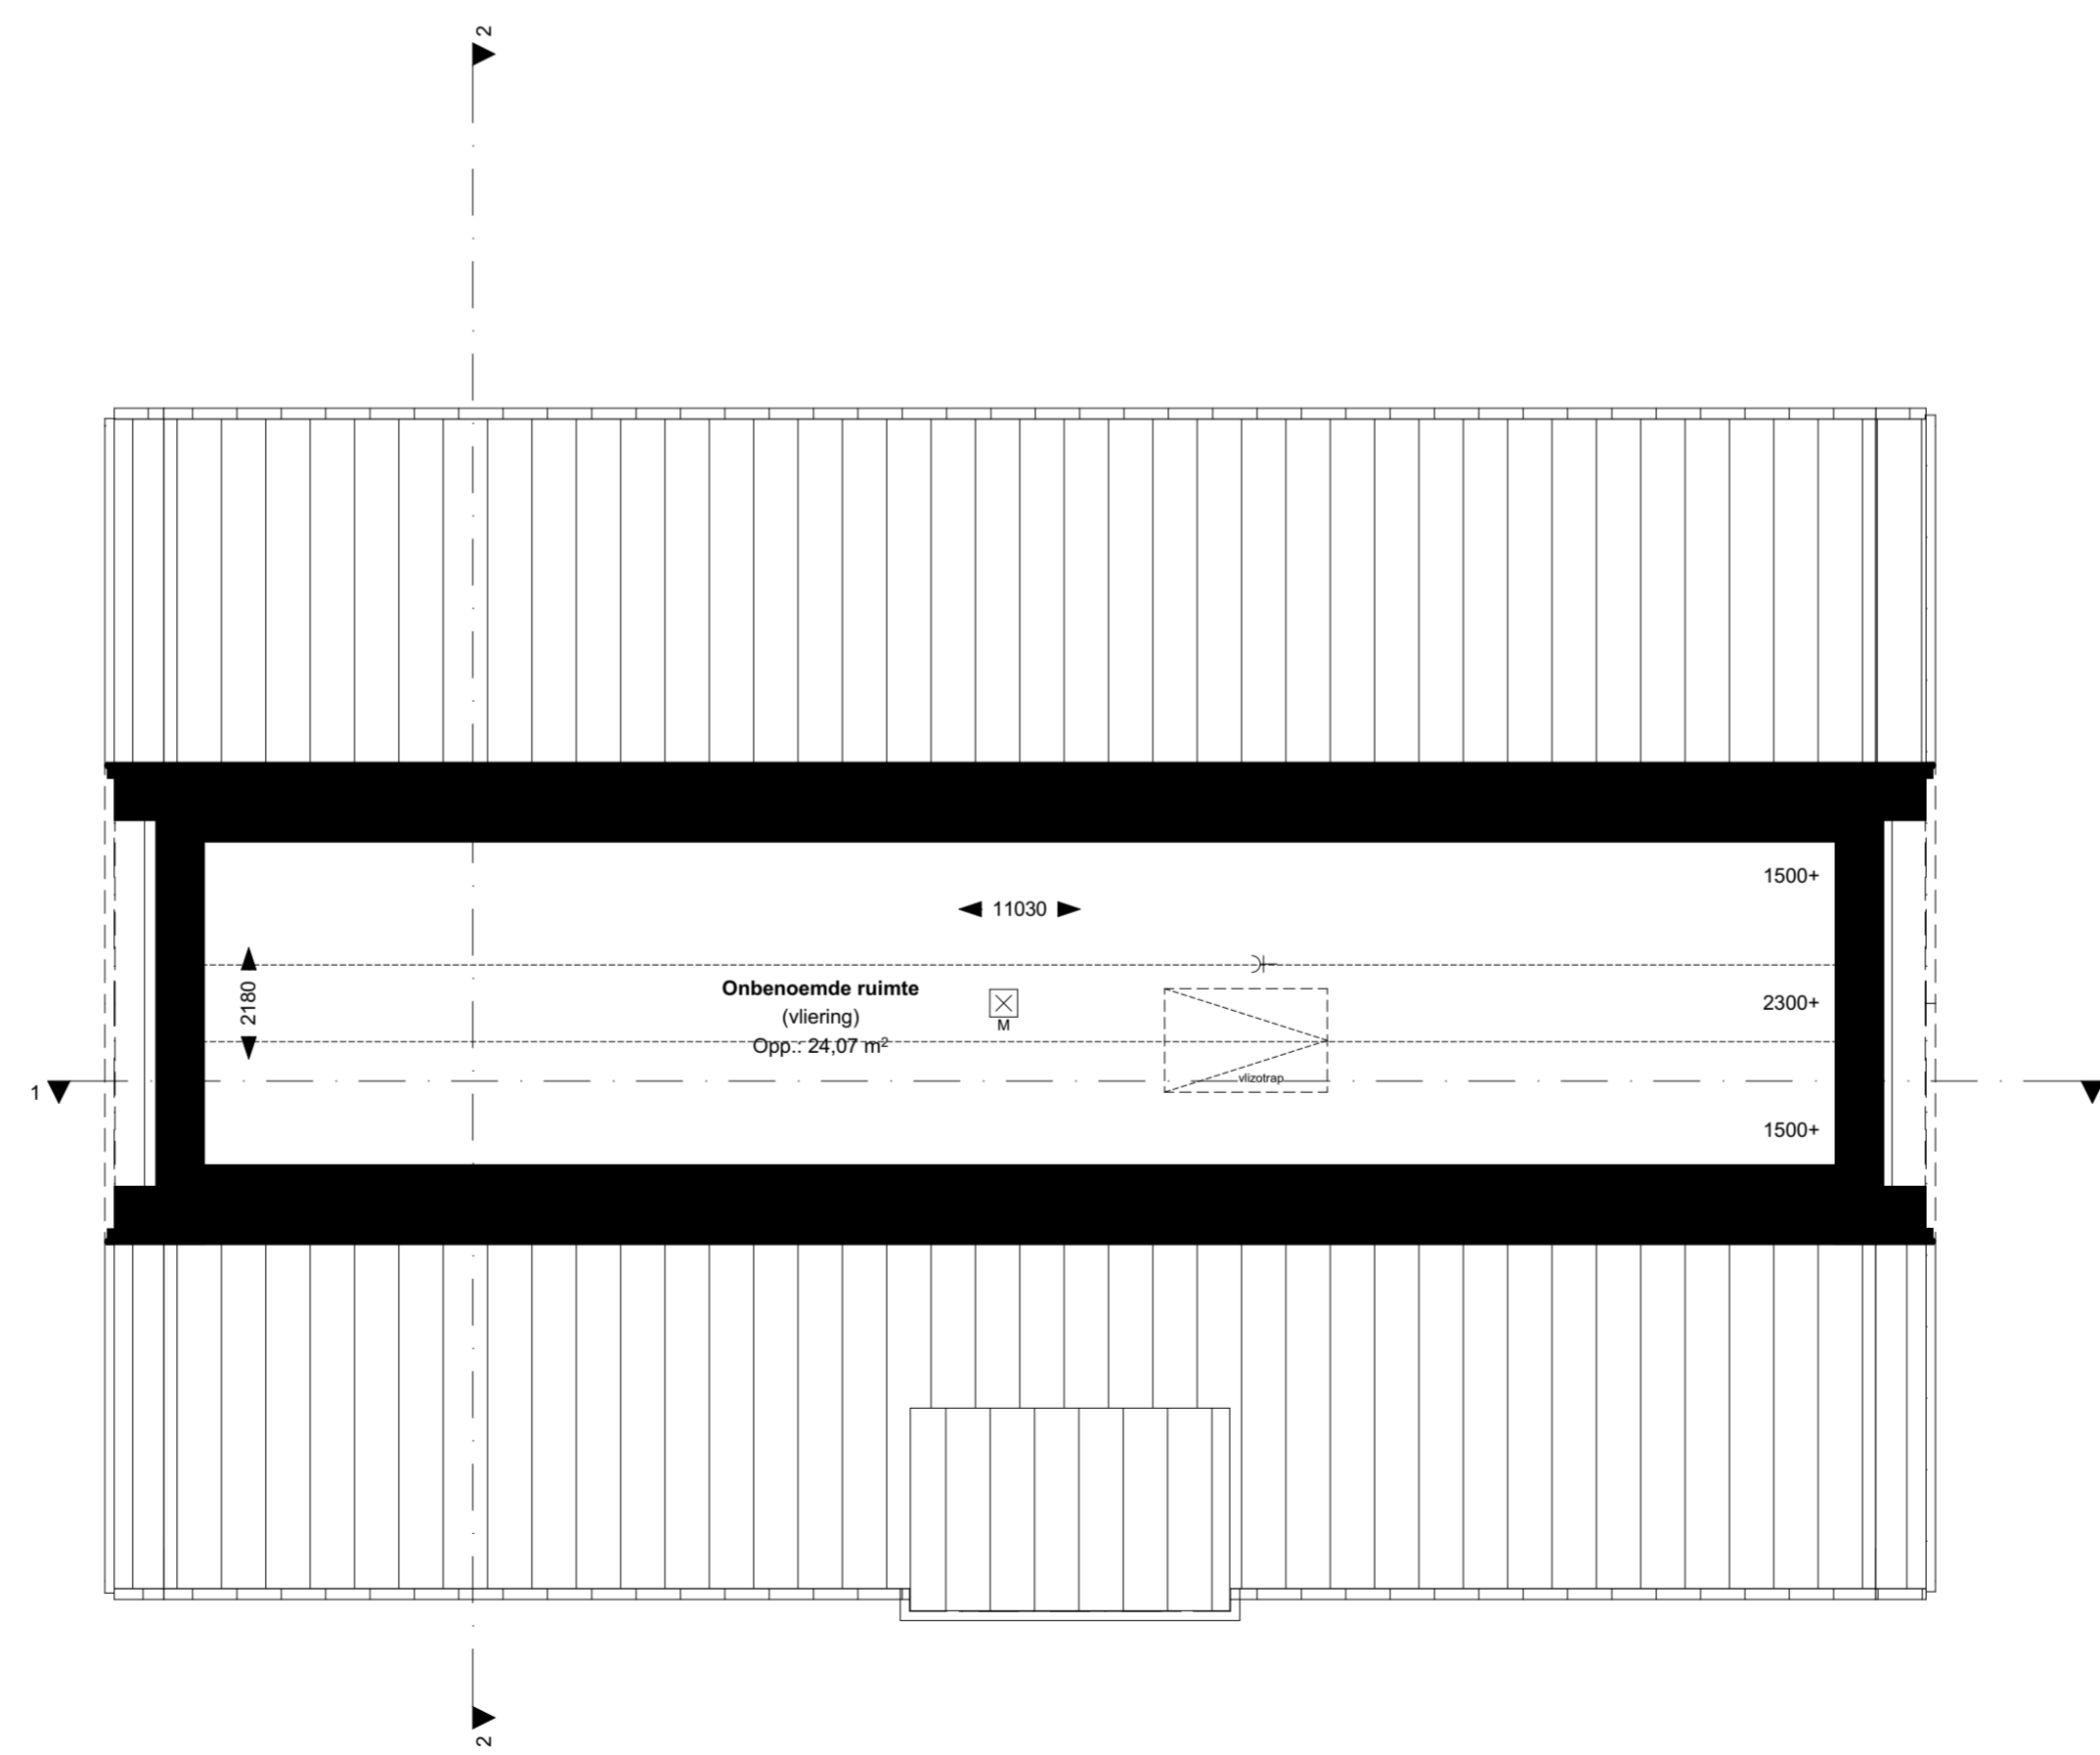 2
1500+
11030
2180
Onbenoemde ruimte
(vliering)
Opp.: 24,07 m²
M
2300+
vlizotrap
1
1500+
2